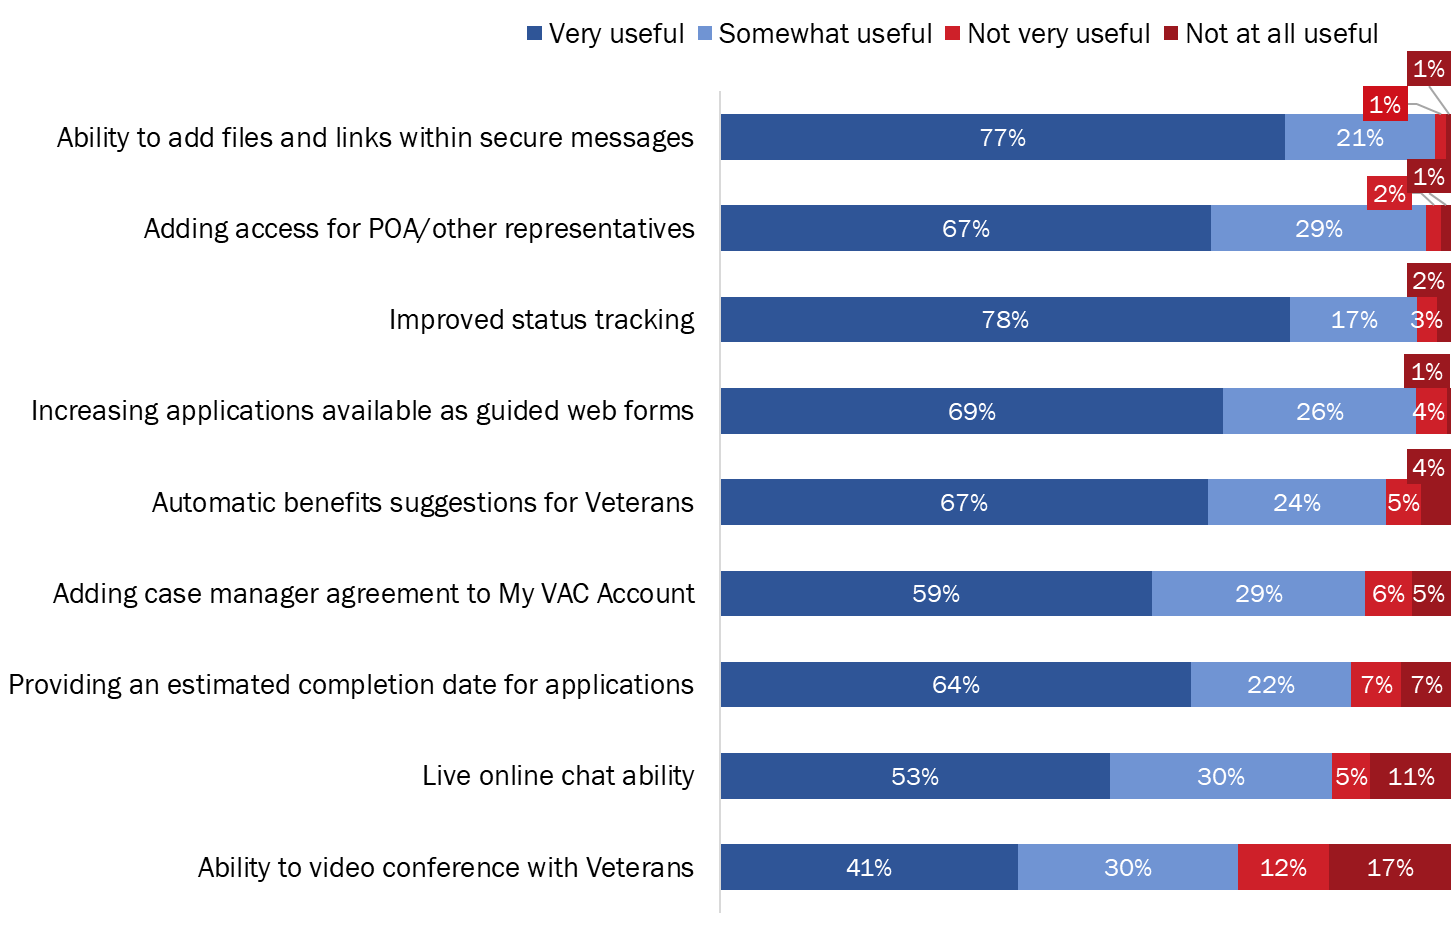 Very useful Somewhat useful Not very useful Not at all useful
1%
1%
Ability to add files and links within secure messages 77% 21%
1%
2%
Adding access for POA/other representatives 67% 29%
2%
Improved status tracking 78% 17% 3%
1%
Increasing applications available as guided web forms 69% 26% 4%
4%
Automatic benefits suggestions for Veterans 67% 24% 5%
Adding case manager agreement to My VAC Account 59% 29% 6% 5%
Providing an estimated completion date for applications 64% 22% 7% 7%
Live online chat ability 53% 30% 5% 11%
Ability to video conference with Veterans 41% 30% 12% 17%